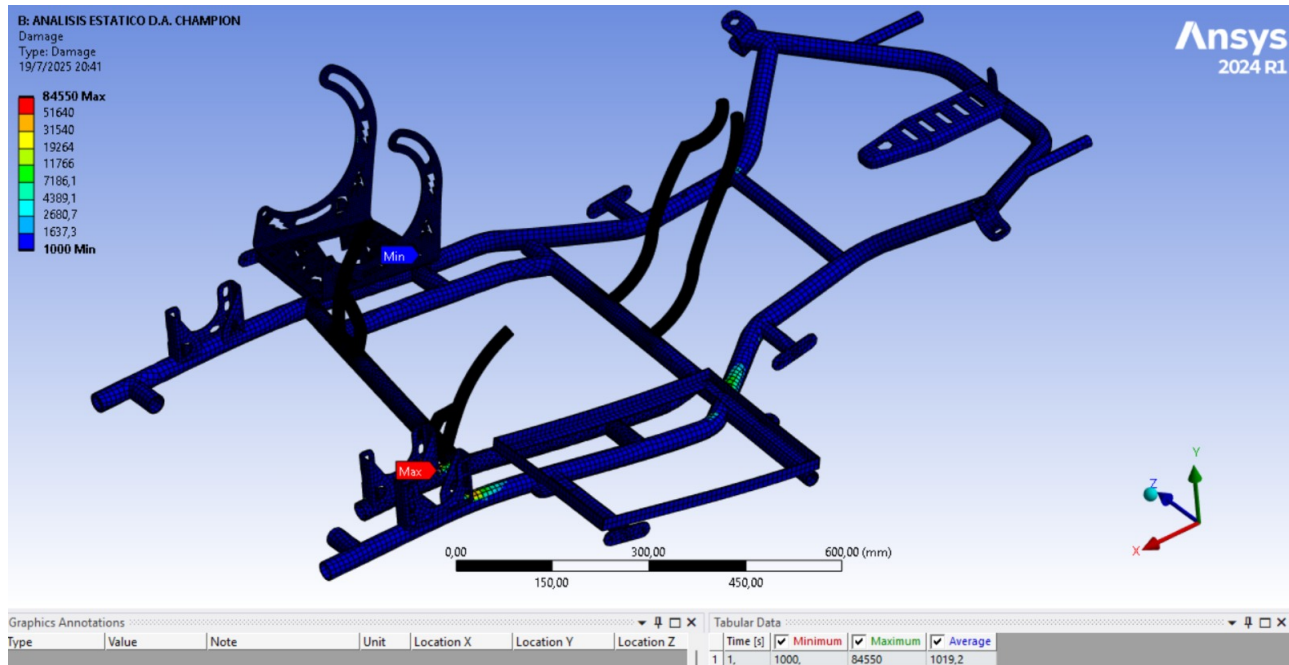 B: ANALISIS ESTATICO D.A. CHAMPION
Damage
Type: Damage
19/7/2025 20:41
84550 Max
51640
31540
19264
11766
7186,1
4389,1
2680,7
1637,3
1000 Min
Ansys
2024 R1
Min
Max
Y
Z
X
0,00 300,00 600,00 (mm)
150,00 450,00
Graphics Annotations
Type Value Note Unit Location X Location Y Location Z
Tabular Data
Time [s] Minimum Maximum Average
1 1, 1000, 84550 1019,2